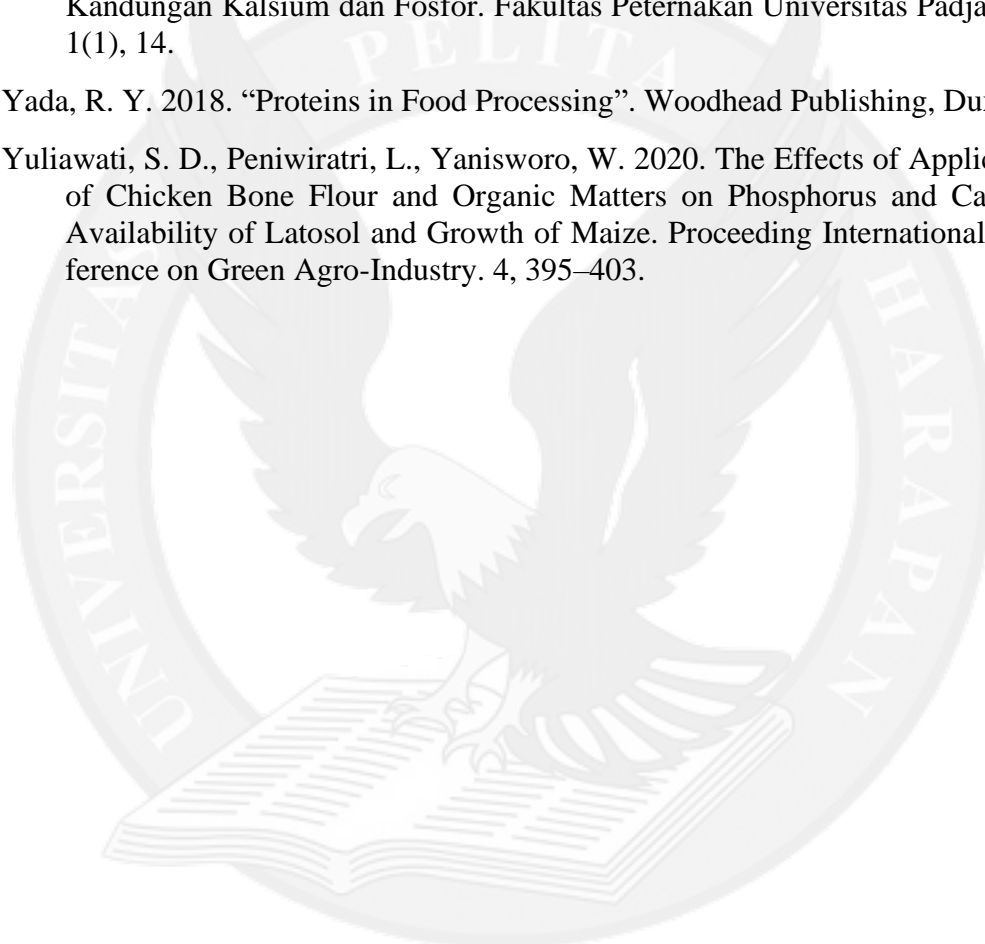 Kandungan Kalsium dan Fosfor. Fakultas Peternakan Universitas Padja
1(1), 14.
Yada, R. Y. 2018. “Proteins in Food Processing”. Woodhead Publishing, Du
Yuliawati, S. D., Peniwiratri, L., Yanisworo, W. 2020. The Effects of Applic
of Chicken Bone Flour and Organic Matters on Phosphorus and Ca
Availability of Latosol and Growth of Maize. Proceeding International
ference on Green Agro-Industry. 4, 395–403.
UNIVERSITAS PELITA HARAPAN